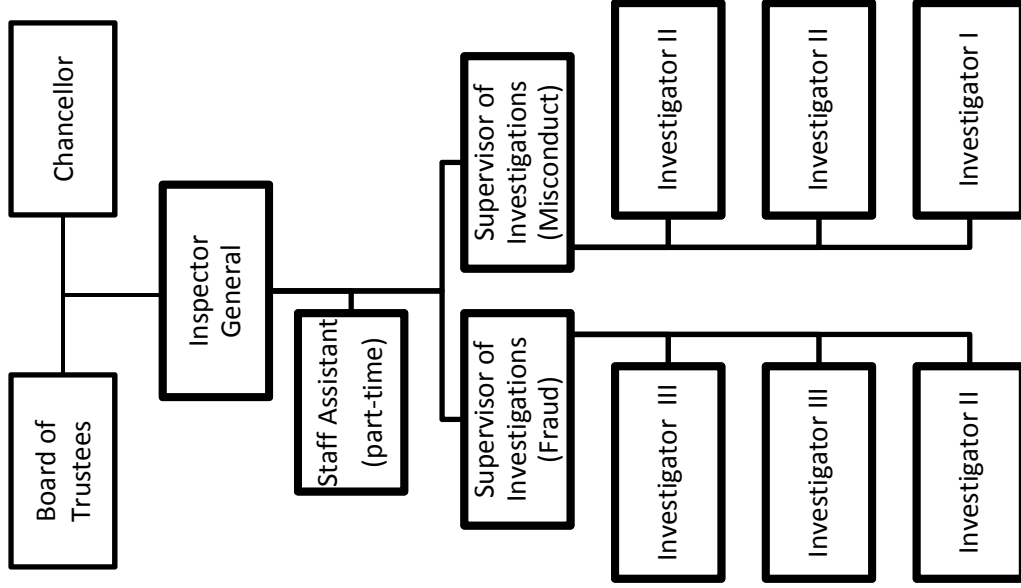 Board of
Trustees
Chancellor
Inspector
General
Staff Assistant
(part-time)
Supervisor of
Investigations
(Fraud)
Supervisor of
Investigations
(Misconduct)
Investigator III
Investigator II
Investigator III
Investigator II
Investigator II
Investigator I